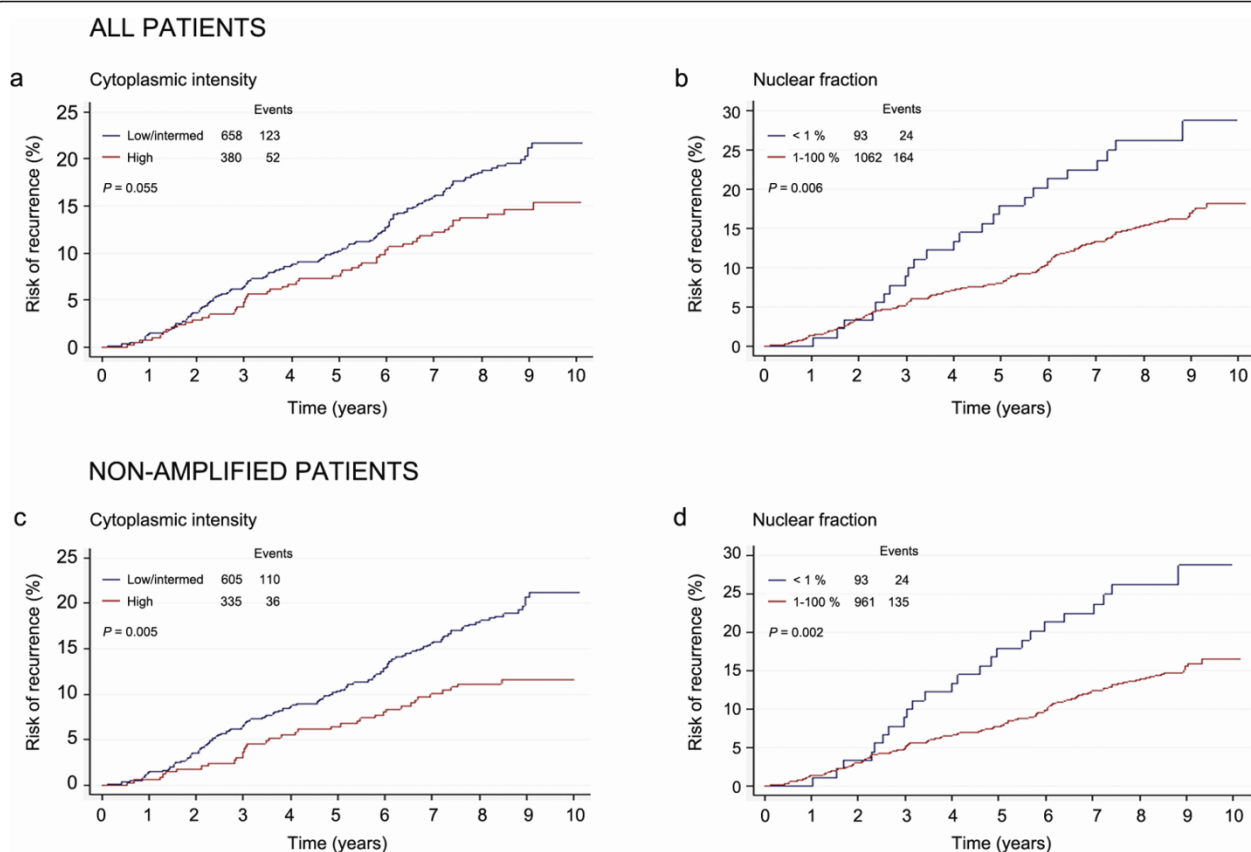 ALL PATIENTS
a
Cytoplasmic intensity
Risk of recurrence (%)
25
20
15
10
5
0
Events
Low/intermed 658 123
High 380 52
P = 0.055
0 1 2 3 4 5 6 7 8 9 10
Time (years)
b
Nuclear fraction
Risk of recurrence (%)
30
25
20
15
10
5
0
Events
< 1 % 93 24
1-100 % 1062 164
P = 0.006
0 1 2 3 4 5 6 7 8 9 10
Time (years)
NON-AMPLIFIED PATIENTS
c
Cytoplasmic intensity
Risk of recurrence (%)
25
20
15
10
5
0
Events
Low/intermed 605 110
High 335 36
P = 0.005
0 1 2 3 4 5 6 7 8 9 10
Time (years)
d
Nuclear fraction
Risk of recurrence (%)
30
25
20
15
10
5
0
Events
< 1 % 93 24
1-100 % 961 135
P = 0.002
0 1 2 3 4 5 6 7 8 9 10
Time (years)